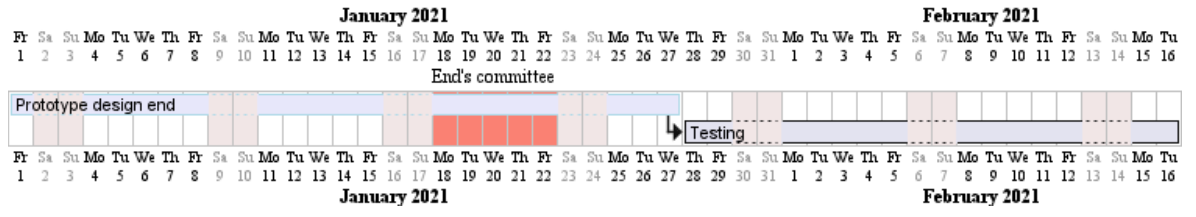 January 2021 February 2021
Fr Sa Su Mo Tu We Th Fr Sa Su Mo Tu We Th Fr Sa Su Mo Tu We Th Fr Sa Su Mo Tu We Th Fr Sa Su Mo Tu We Th Fr Sa Su Mo Tu We Th Fr Sa Su Mo Tu
1 2 3 4 5 6 7 8 9 10 11 12 13 14 15 16 17 18 19 20 21 22 23 24 25 26 27 28 29 30 31 1 2 3 4 5 6 7 8 9 10 11 12 13 14 15 16
End's committee
Prototype design end
Testing
Fr Sa Su Mo Tu We Th Fr Sa Su Mo Tu We Th Fr Sa Su Mo Tu We Th Fr Sa Su Mo Tu We Th Fr Sa Su Mo Tu We Th Fr Sa Su Mo Tu We Th Fr Sa Su Mo Tu
1 2 3 4 5 6 7 8 9 10 11 12 13 14 15 16 17 18 19 20 21 22 23 24 25 26 27 28 29 30 31 1 2 3 4 5 6 7 8 9 10 11 12 13 14 15 16
January 2021 February 2021